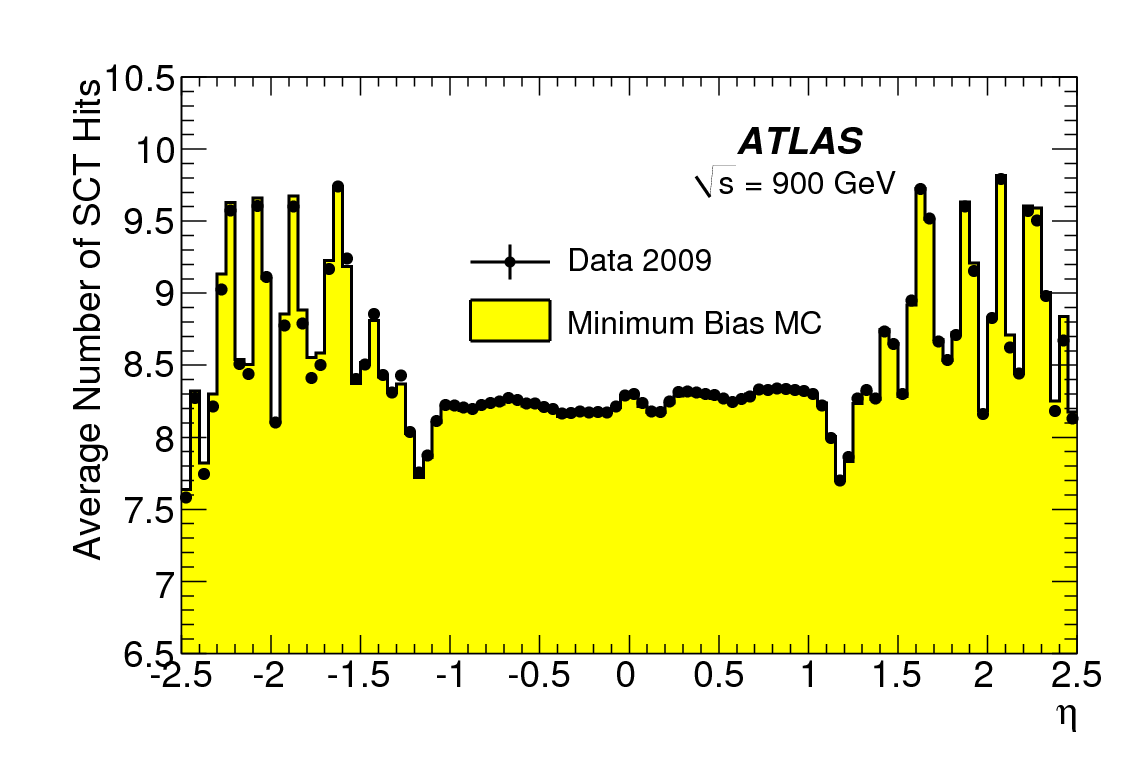 Average Number of SCT Hits
10.5
10
9.5
9
8.5
8
7.5
7
6.5
ATLAS
√s = 900 GeV
Data 2009
Minimum Bias MC
-2.5 -2 -1.5 -1 -0.5 0 0.5 1 1.5 2 2.5
η